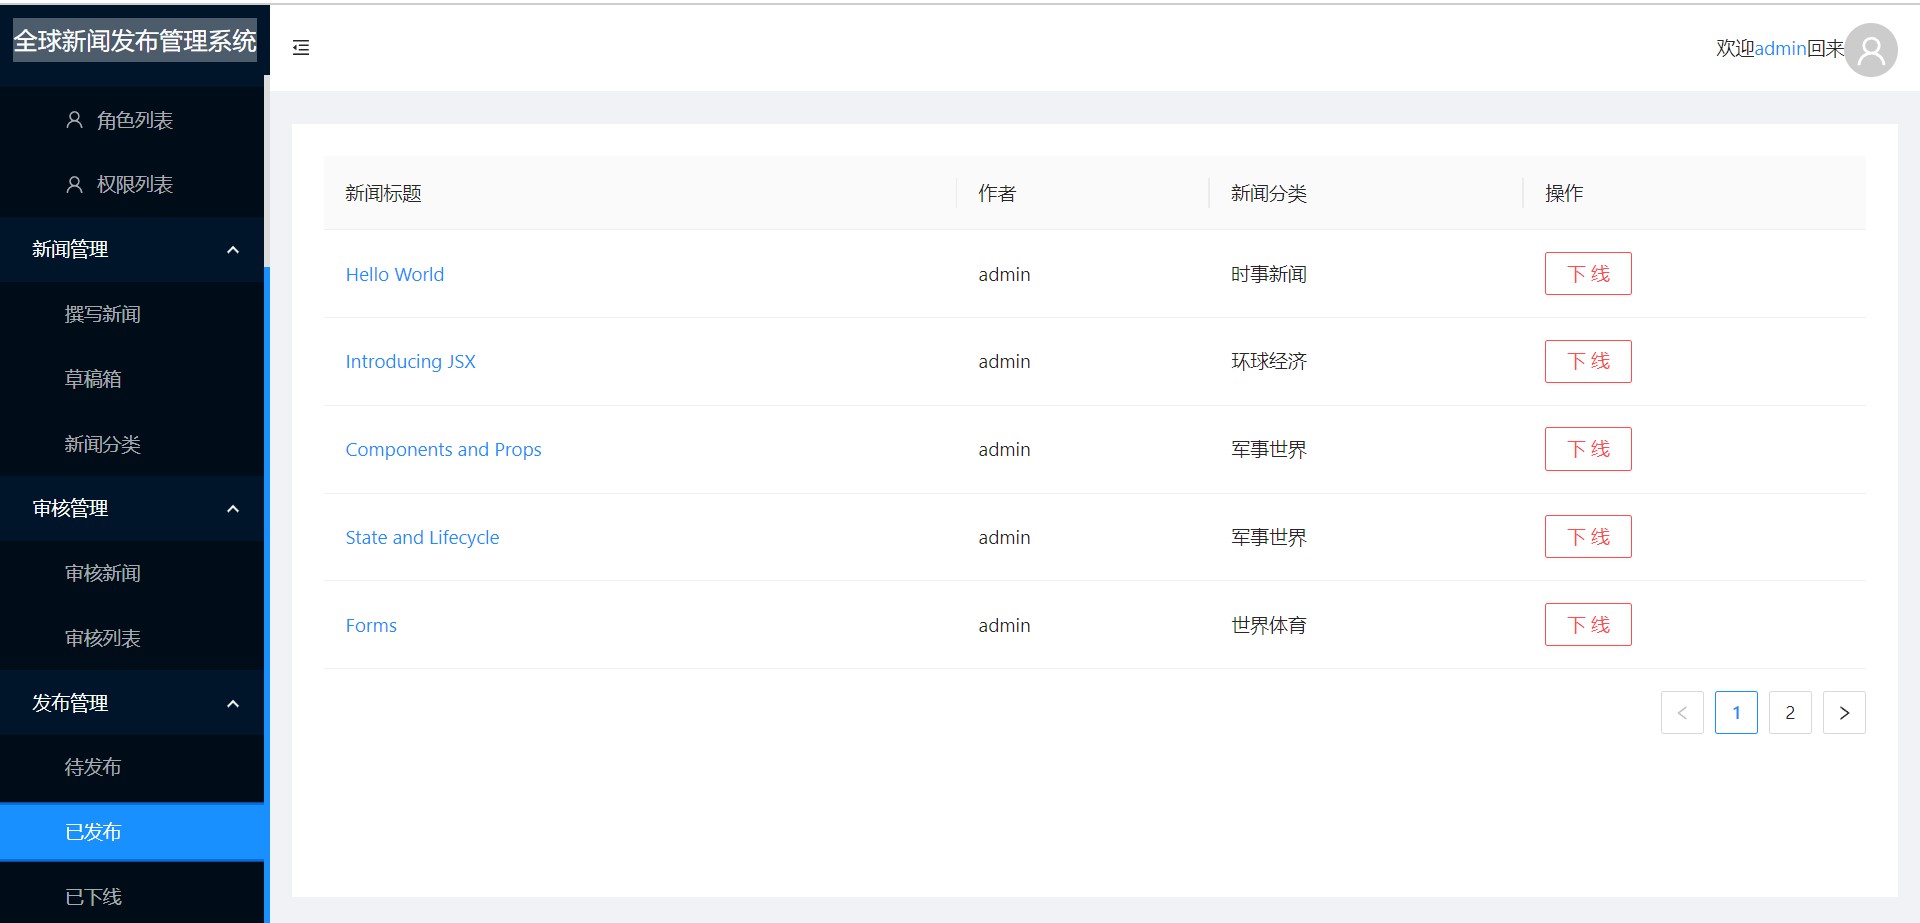 全球新闻发布管理系统
角色列表
权限列表
新闻管理
撰写新闻
草稿箱
新闻分类
审核管理
审核新闻
审核列表
发布管理
待发布
已发布
已下线
欢迎admin回来
新闻标题 作者 新闻分类 操作
Hello World admin 时事新闻 下 线
Introducing JSX admin 环球经济 下 线
Components and Props admin 军事世界 下 线
State and Lifecycle admin 军事世界 下 线
Forms admin 世界体育 下 线
< 1 2 >